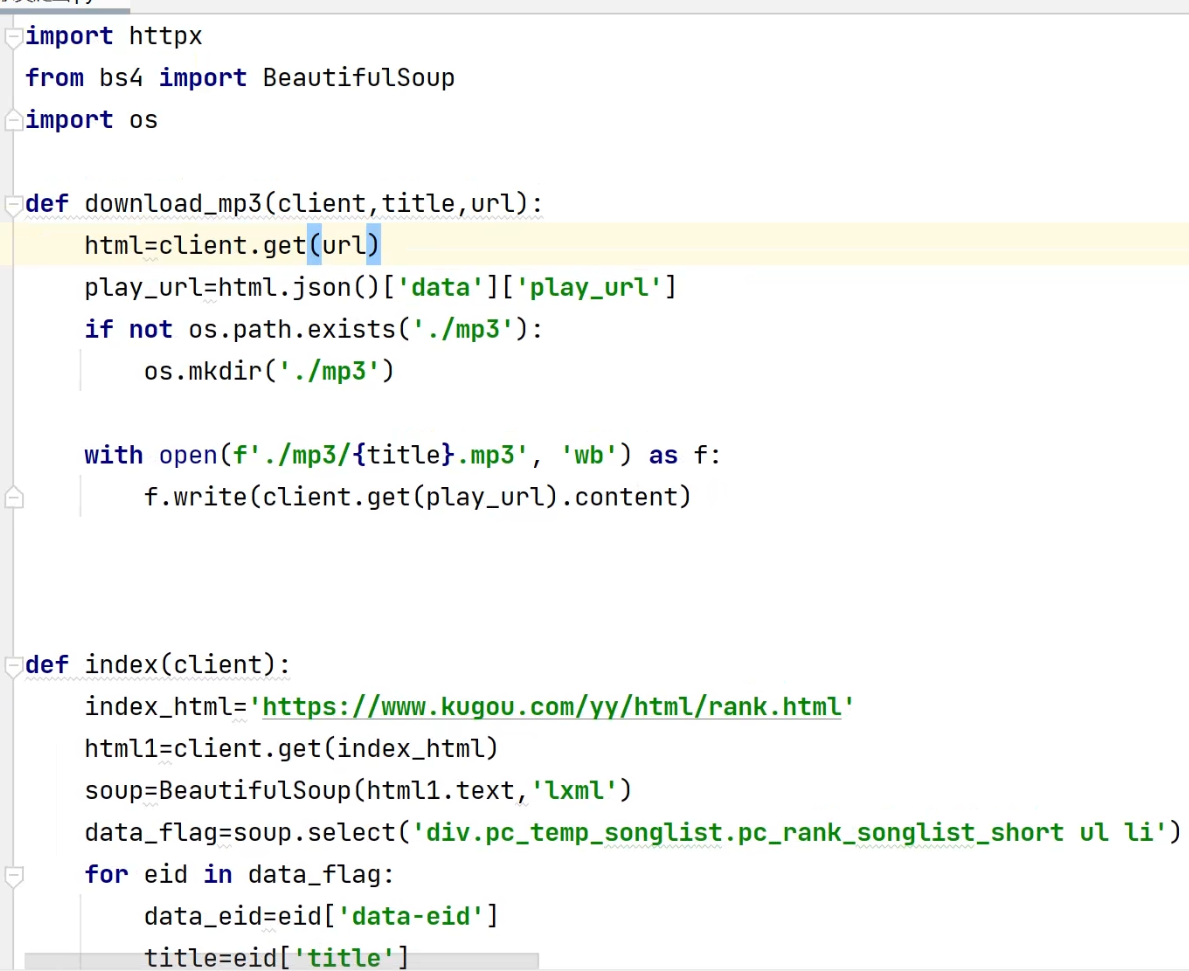 import httpx
from bs4 import BeautifulSoup
import os
def download_mp3(client,title,url):
html=client.get(url)
play_url=html.json()['data']['play_url']
if not os.path.exists('./mp3'):
os.mkdir('./mp3')
with open(f'./mp3/{title}.mp3', 'wb') as f:
f.write(client.get(play_url).content)
def index(client):
index_html='https://www.kugou.com/yy/html/rank.html'
html1=client.get(index_html)
soup=BeautifulSoup(html1.text,'lxml')
data_flag=soup.select('div.pc_temp_songlist.pc_rank_songlist_short ul li')
for eid in data_flag:
data_eid=eid['data-eid']
title=eid['title']